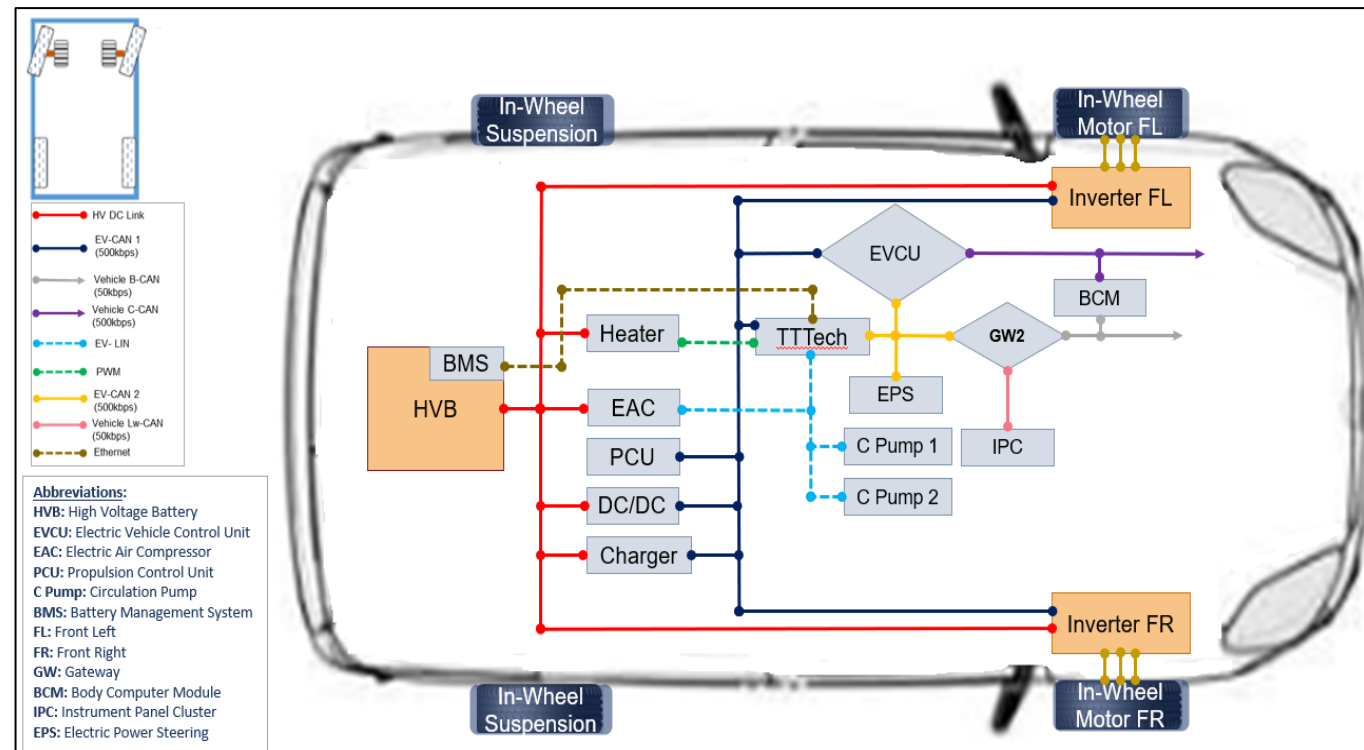 HV DC Link
EV-CAN 1
(500kbps)
Vehicle B-CAN
(50kbps)
Vehicle C-CAN
(500kbps)
EV- LIN
PWM
EV-CAN 2
(500kbps)
Vehicle Lw-CAN
(50kbps)
Ethernet
Abbreviations:
HVB: High Voltage Battery
EVCU: Electric Vehicle Control Unit
EAC: Electric Air Compressor
PCU: Propulsion Control Unit
C Pump: Circulation Pump
BMS: Battery Management System
FL: Front Left
FR: Front Right
GW: Gateway
BCM: Body Computer Module
IPC: Instrument Panel Cluster
EPS: Electric Power Steering
In-Wheel
Suspension
In-Wheel
Motor FL
Inverter FL
EVCU
BCM
Heater
TTTech
GW2
BMS
HVB
EPS
EAC
C Pump 1
IPC
PCU
C Pump 2
DC/DC
Charger
Inverter FR
In-Wheel
Suspension
In-Wheel
Motor FR